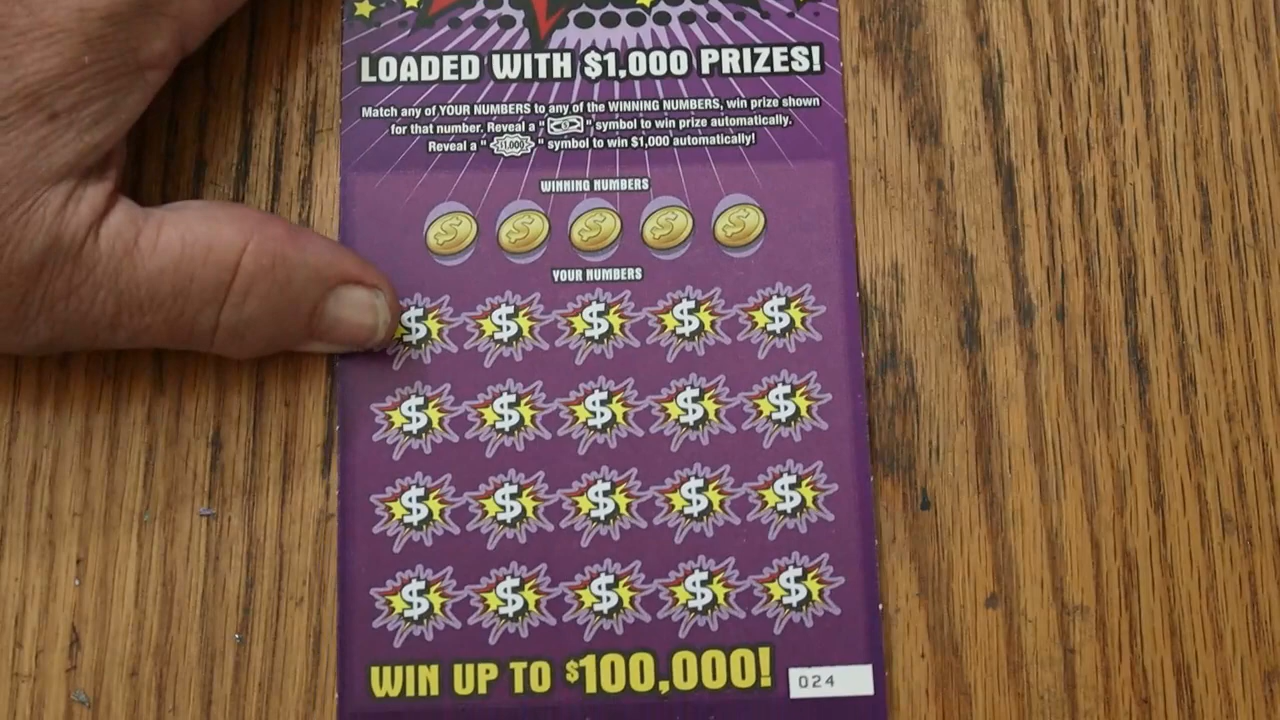 LOADED WITH $1,000 PRIZES!
Match any of YOUR NUMBERS to any of the WINNING NUMBERS, win prize shown
for that number. Reveal a " " symbol to win prize automatically.
Reveal a " $1,000 " symbol to win $1,000 automatically!
WINNING NUMBERS
$ $ $ $ $
YOUR NUMBERS
$ $ $ $ $
$ $ $ $ $
$ $ $ $ $
$ $ $ $ $
WIN UP TO $100,000!
024